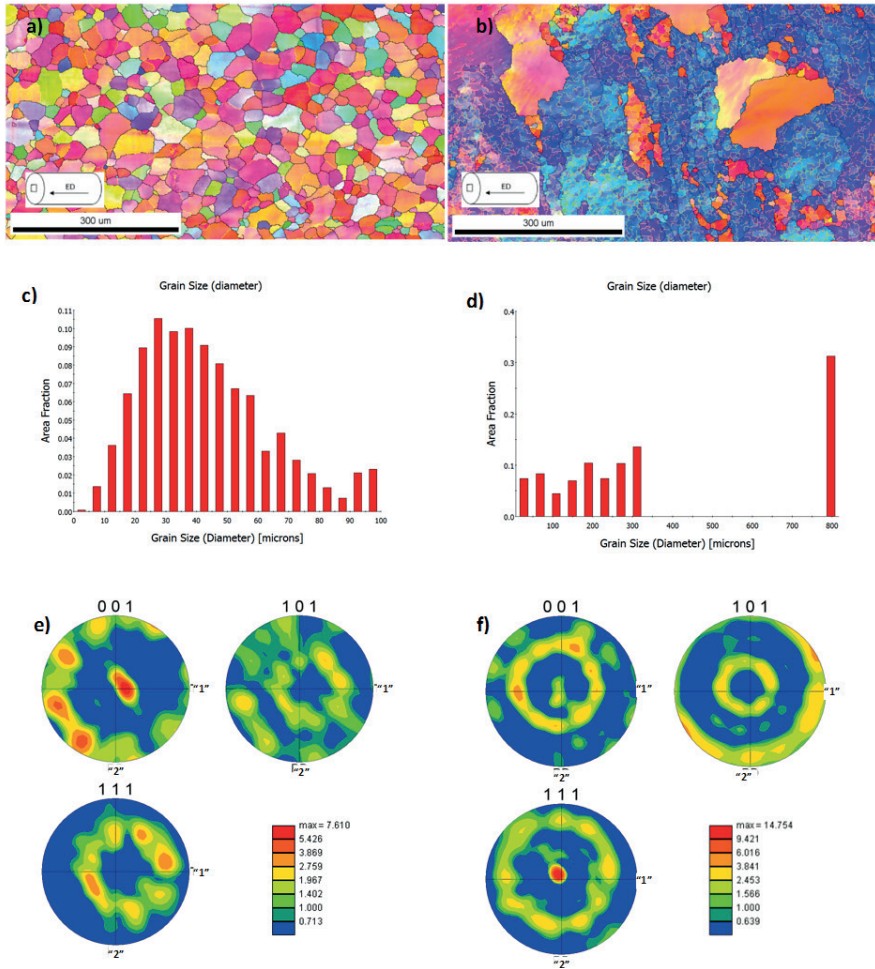 a)
ED
300 um
b)
ED
300 um
c)
Grain Size (diameter)
0.11
0.10
0.09
0.08
0.07
0.06
0.05
0.04
0.03
0.02
0.01
0.00
Area Fraction
0 10 20 30 40 50 60 70 80 90 100
Grain Size (Diameter) [microns]
d)
Grain Size (diameter)
0.4
0.3
0.2
0.1
0.0
Area Fraction
100 200 300 400 500 600 700 800
Grain Size (Diameter) [microns]
e)
0 0 1
"1"
"2"
1 0 1
"1"
"2"
1 1 1
"1"
"2"
max = 7.610
5.426
3.869
2.759
1.967
1.402
1.000
0.713
f)
0 0 1
"1"
"2"
1 0 1
"1"
"2"
1 1 1
"1"
"2"
max = 14.754
9.421
6.016
3.841
2.453
1.566
1.000
0.639